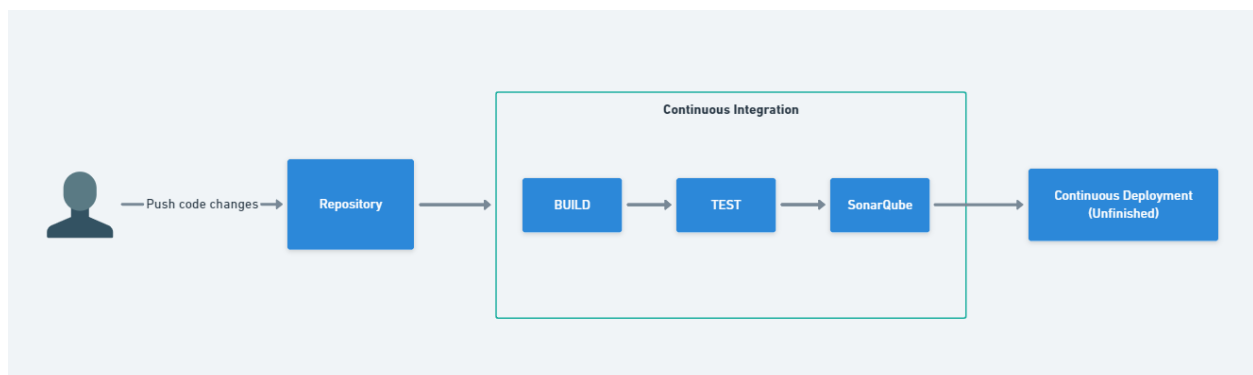 Continuous Integration
Push code changes
Repository
BUILD
TEST
SonarQube
Continuous Deployment
(Unfinished)